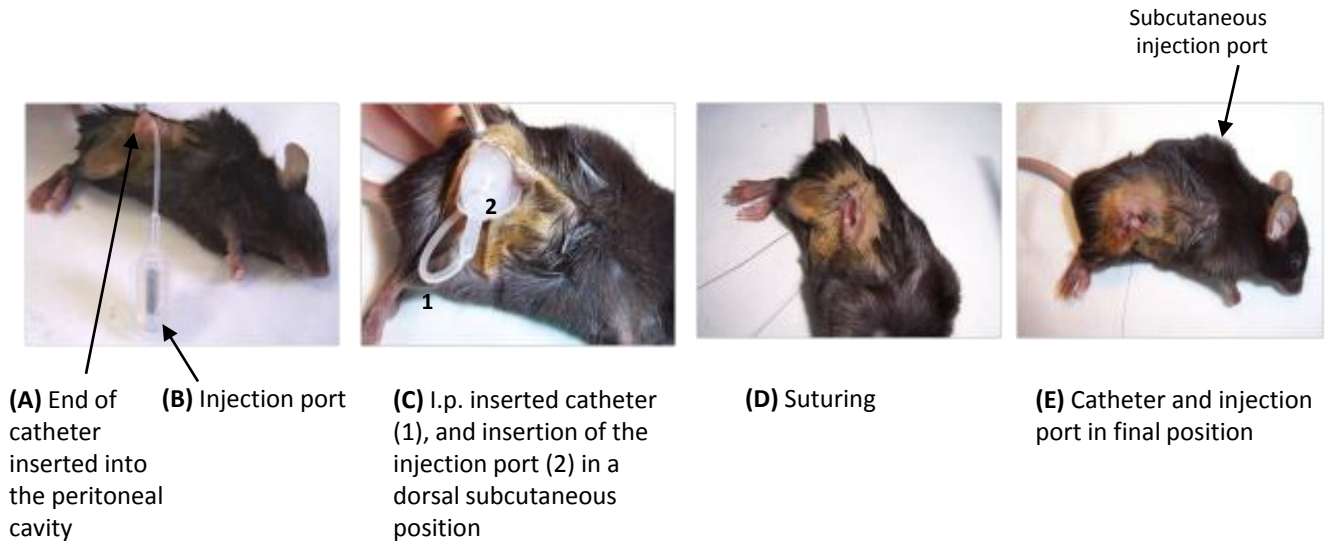 Subcutaneous
injection port
2
1
(A) End of
catheter
inserted into
the peritoneal
cavity
(B) Injection port
(C) I.p. inserted catheter
(1), and insertion of the
injection port (2) in a
dorsal subcutaneous
position
(D) Suturing
(E) Catheter and injection
port in final position